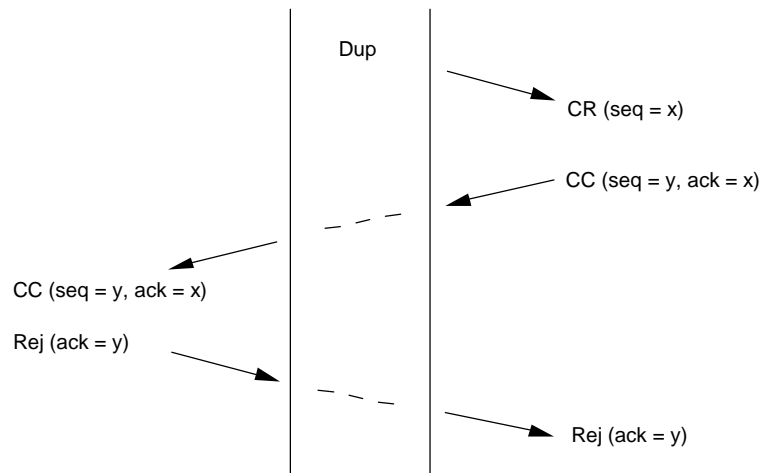 Dup
CR (seq = x)
CC (seq = y, ack = x)
CC (seq = y, ack = x)
Rej (ack = y)
Rej (ack = y)